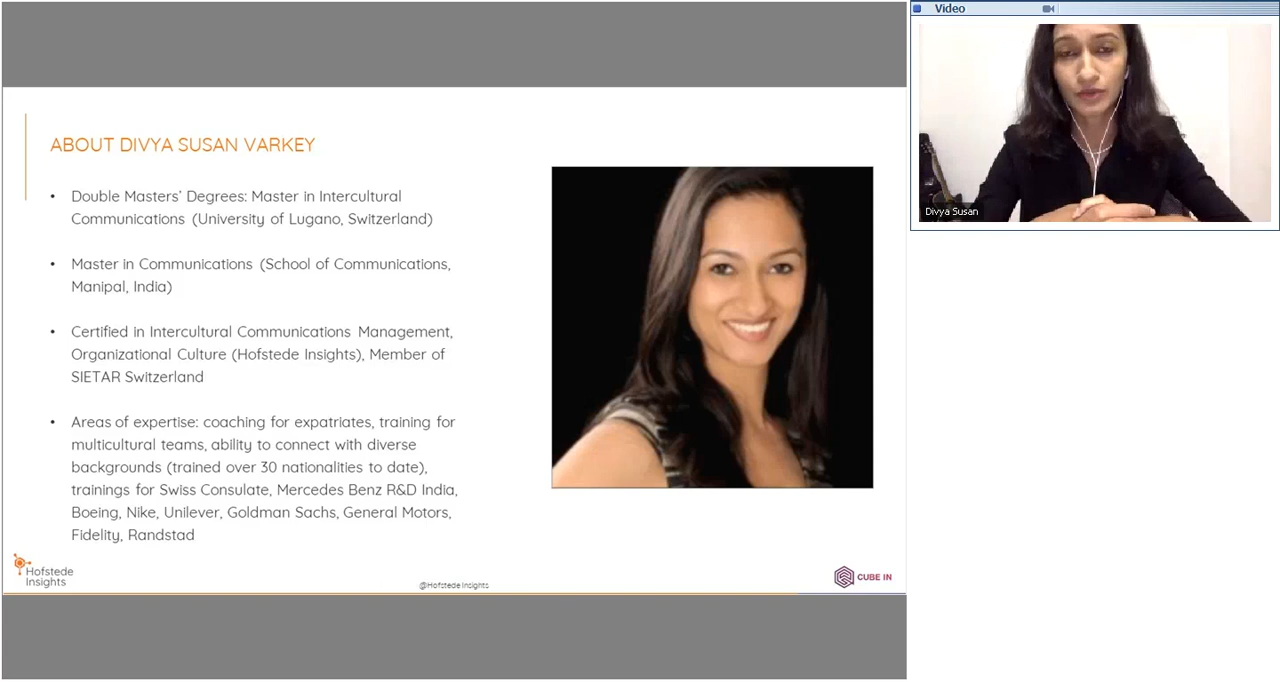 Video
Divya Susan
ABOUT DIVYA SUSAN VARKEY
• Double Masters’ Degrees: Master in Intercultural
Communications (University of Lugano, Switzerland)
• Master in Communications (School of Communications,
Manipal, India)
• Certified in Intercultural Communications Management,
Organizational Culture (Hofstede Insights), Member of
SIETAR Switzerland
• Areas of expertise: coaching for expatriates, training for
multicultural teams, ability to connect with diverse
backgrounds (trained over 30 nationalities to date),
trainings for Swiss Consulate, Mercedes Benz R&D India,
Boeing, Nike, Unilever, Goldman Sachs, General Motors,
Fidelity, Randstad
Hofstede
Insights
@Hofstede Insights
CUBE IN